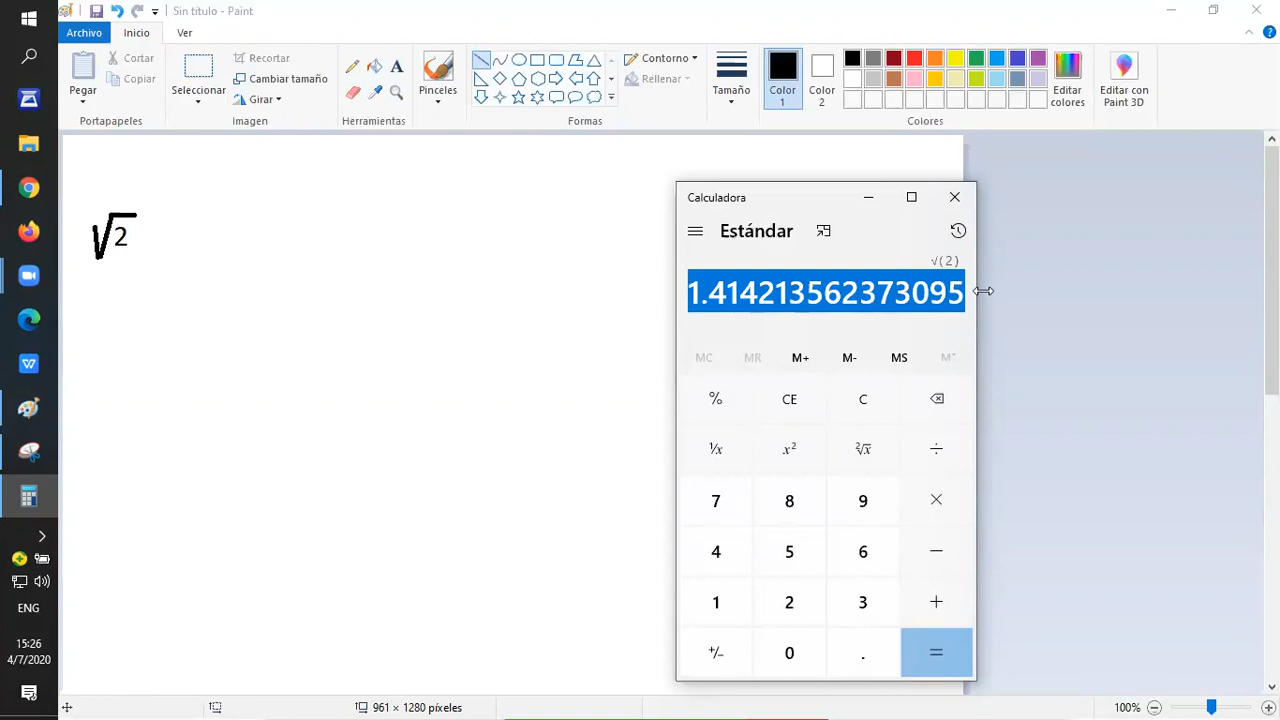 Sin título - Paint
Archivo
Inicio
Ver
Pegar
Cortar
Copiar
Portapapeles
Seleccionar
Recortar
Cambiar tamaño
Girar
Imagen
A
Herramientas
Pinceles
Contorno
Rellenar
Formas
Tamaño
Color
1
Color
2
Editar
colores
Colores
Editar con
Paint 3D
√2
Calculadora
Estándar
√(2)
1.414213562373095
MC MR M+ M- MS M˅
% CE C
¹/x x² ²√x ÷
7 8 9 ×
4 5 6 −
1 2 3 +
+/− 0 . =
ENG
15:26
4/7/2020
961 × 1280 píxeles
100%